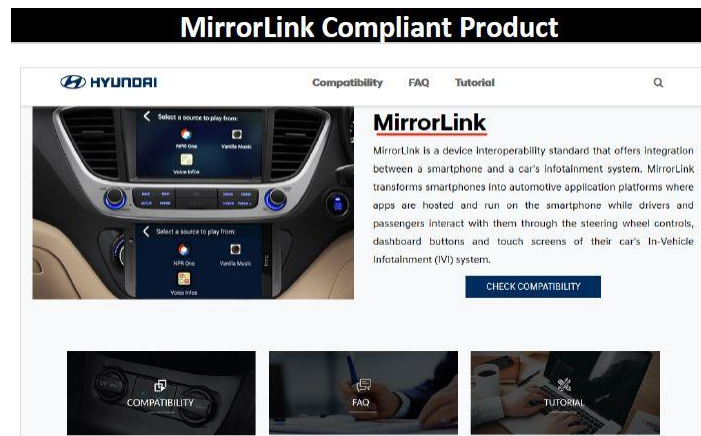 MirrorLink Compliant Product
HYUNDAI
Compatibility FAQ Tutorial
Select a source to play from:
NPR One Vanilla Music
Voice Infos
Select a source to play from:
NPR One Vanilla Music
Voice Infos
MirrorLink
MirrorLink is a device interoperability standard that offers integration
between a smartphone and a car's infotainment system. MirrorLink
transforms smartphones into automotive application platforms where
apps are hosted and run on the smartphone while drivers and
passengers interact with them through the steering wheel controls,
dashboard buttons and touch screens of their car's In-Vehicle
Infotainment (IVI) system.
CHECK COMPATIBILITY
COMPATIBILITY
FAQ
TUTORIAL